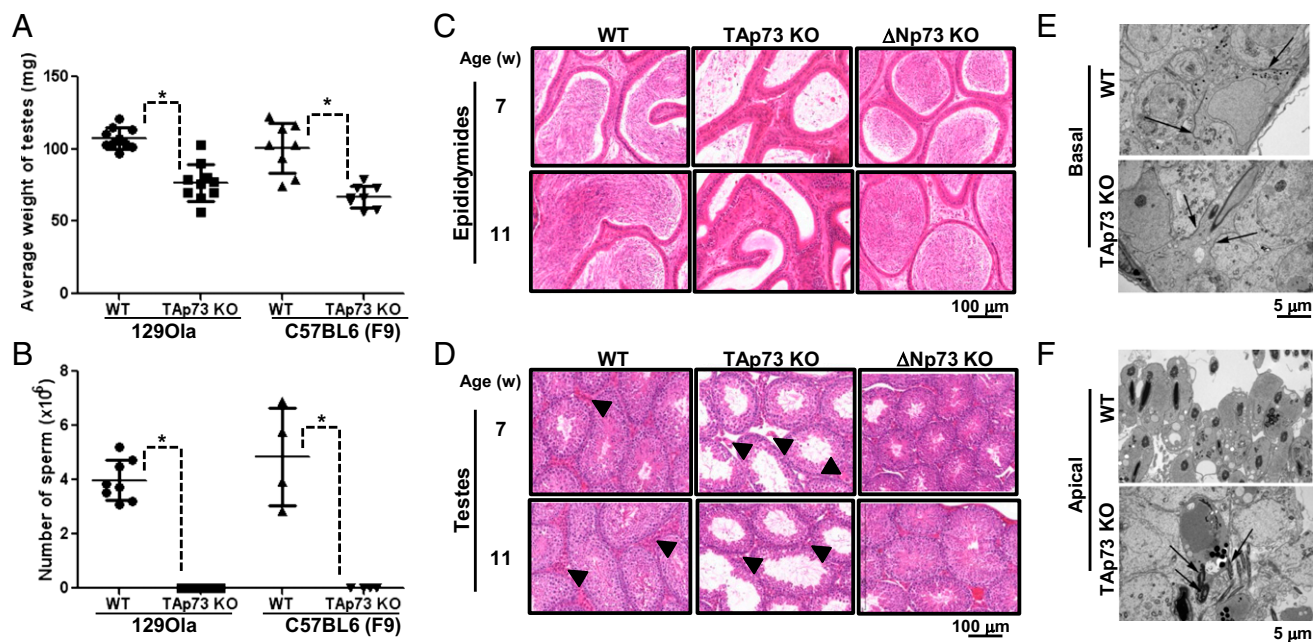 A
Average weight of testes (mg)
150
100
50
0
WT TAp73 KO WT TAp73 KO
129Ola C57BL6 (F9)
*
*
B
Number of sperm (x10⁶)
8
6
4
2
0
WT TAp73 KO WT TAp73 KO
129Ola C57BL6 (F9)
*
*
C
WT TAp73 KO ΔNp73 KO
Age (w)
7
11
Epididymides
100 µm
D
WT TAp73 KO ΔNp73 KO
Age (w)
7
11
Testes
100 µm
E
Basal
WT
TAp73 KO
5 µm
F
Apical
WT
TAp73 KO
5 µm